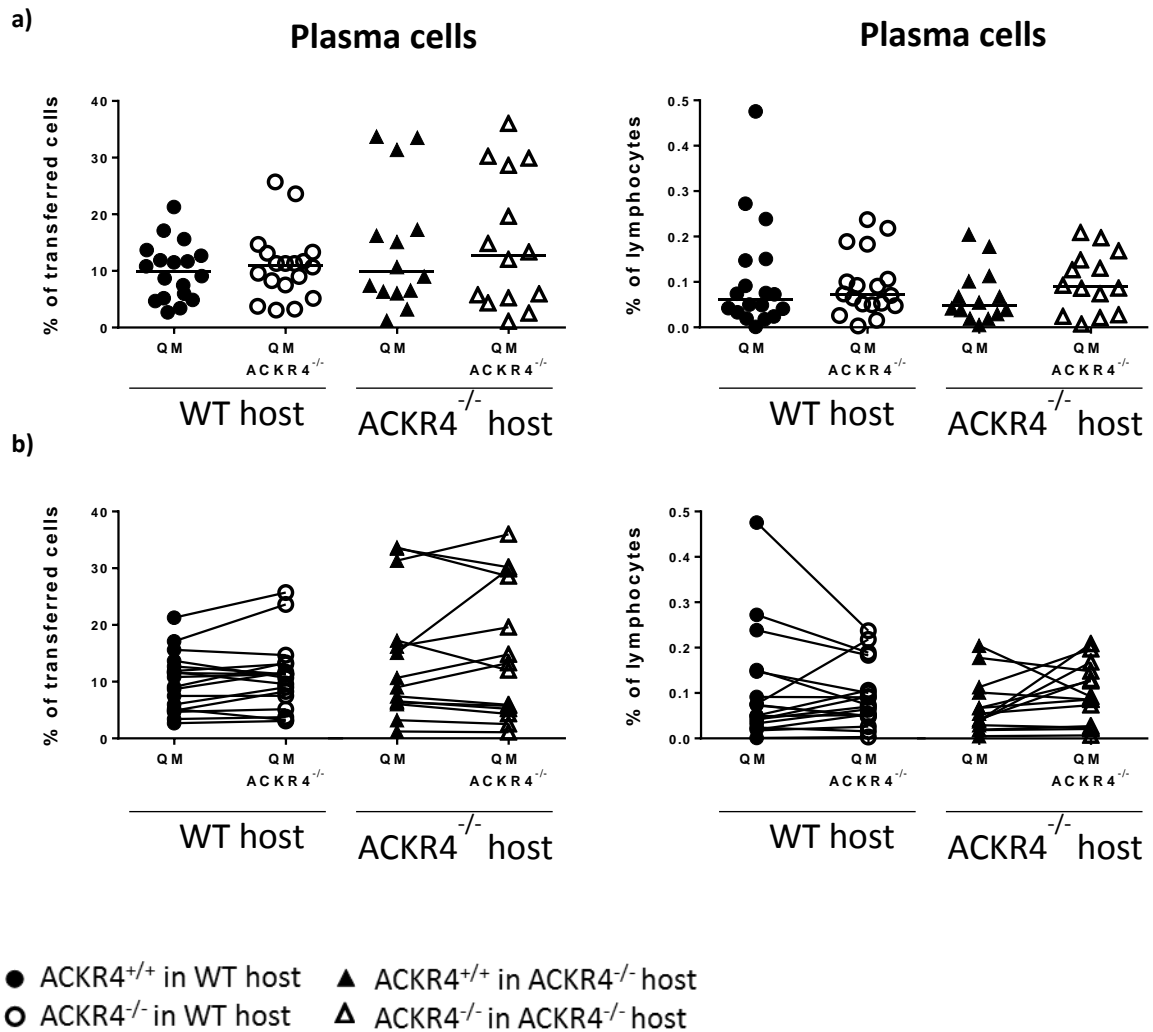 a)
Plasma cells
Plasma cells
% of transferred cells
40
30
20
10
0
QM
QM
ACKR4-/-
QM
QM
ACKR4-/-
WT host
ACKR4-/- host
% of lymphocytes
0.5
0.4
0.3
0.2
0.1
0.0
QM
QM
ACKR4-/-
QM
QM
ACKR4-/-
WT host
ACKR4-/- host
b)
% of transferred cells
40
30
20
10
0
QM
QM
ACKR4-/-
QM
QM
ACKR4-/-
WT host
ACKR4-/- host
% of lymphocytes
0.5
0.4
0.3
0.2
0.1
0.0
QM
QM
ACKR4-/-
QM
QM
ACKR4-/-
WT host
ACKR4-/- host
ACKR4+/+ in WT host
ACKR4+/+ in ACKR4-/- host
ACKR4-/- in WT host
ACKR4-/- in ACKR4-/- host